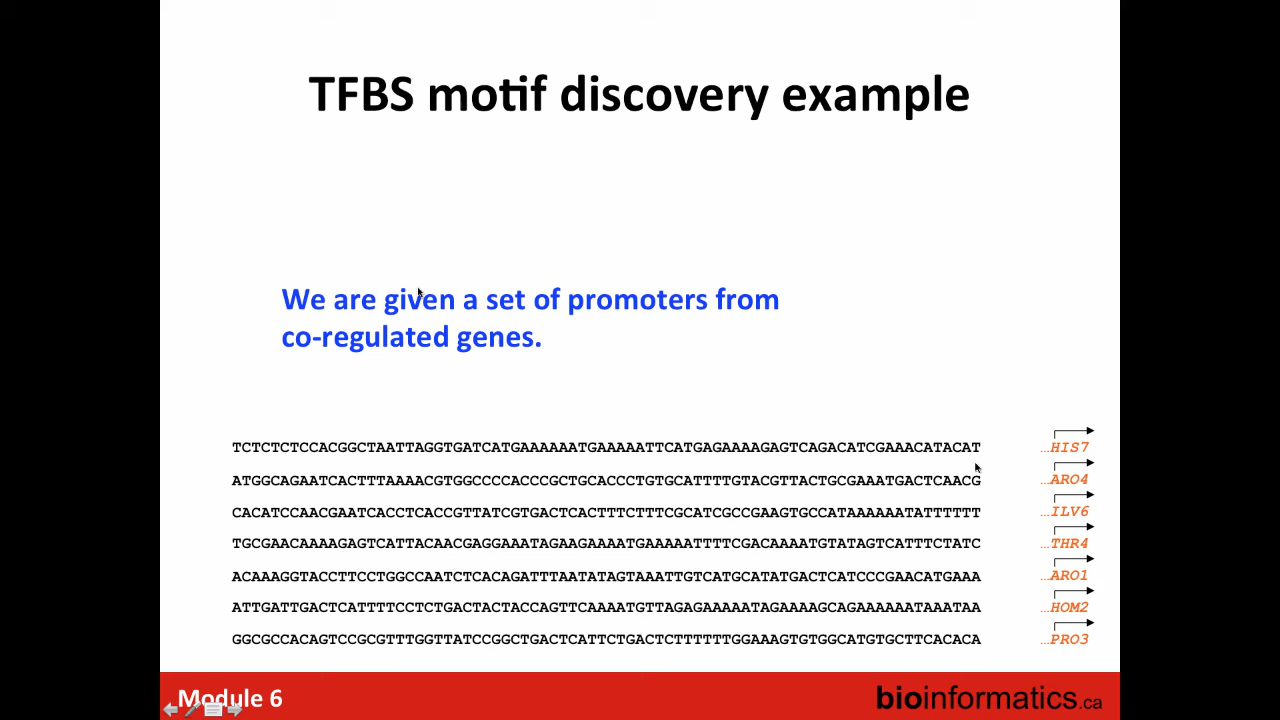 TFBS motif discovery example
We are given a set of promoters from
co-regulated genes.
TCTCTCTCCACGGCTAATTAGGTGATCATGAAAAAATGAAAAATTCATGAGAAAAGAGTCAGACATCGAAACATACAT …HIS7
ATGGCAGAATCACTTTAAAACGTGGCCCCACCCGCTGCACCCTGTGCATTTTGTACGTTACTGCGAAATGACTCAACG …ARO4
CACATCCAACGAATCACCTCACCGTTATCGTGACTCACTTTCTTTCGCATCGCCGAAGTGCCATAAAAAATATTTTTT …ILV6
TGCGAACAAAAGAGTCATTACAACGAGGAAATAGAAGAAAATGAAAAATTTTCGACAAAATGTATAGTCATTTCTATC …THR4
ACAAAGGTACCTTCCTGGCCAATCTCACAGATTTAATATAGTAAATTGTCATGCATATGACTCATCCCGAACATGAAA …ARO1
ATTGATTGACTCATTTTCCTCTGACTACTACCAGTTCAAAATGTTAGAGAAAAATAGAAAAGCAGAAAAAATAAATAA …HOM2
GGCGCCACAGTCCGCGTTTGGTTATCCGGCTGACTCATTCTGACTCTTTTTTGGAAAGTGTGGCATGTGCTTCACACA …PRO3
Module 6
bioinformatics.ca